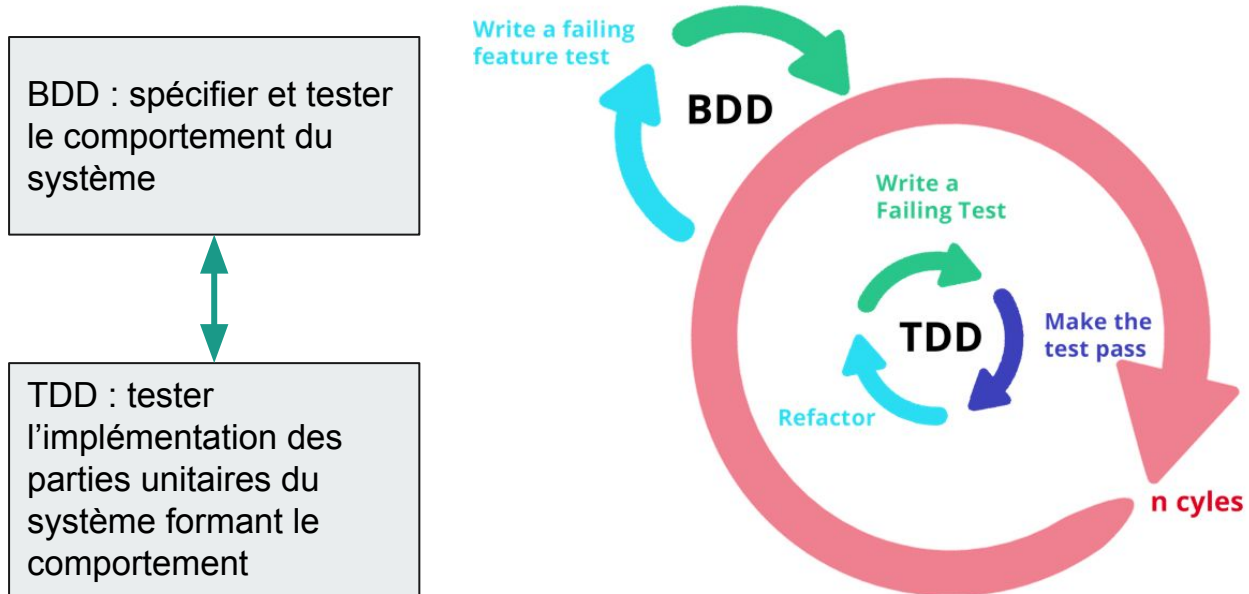 BDD : spécifier et tester
le comportement du
système
TDD : tester
l’implémentation des
parties unitaires du
système formant le
comportement
Write a failing
feature test
BDD
Write a
Failing Test
TDD
Make the
test pass
Refactor
n cyles